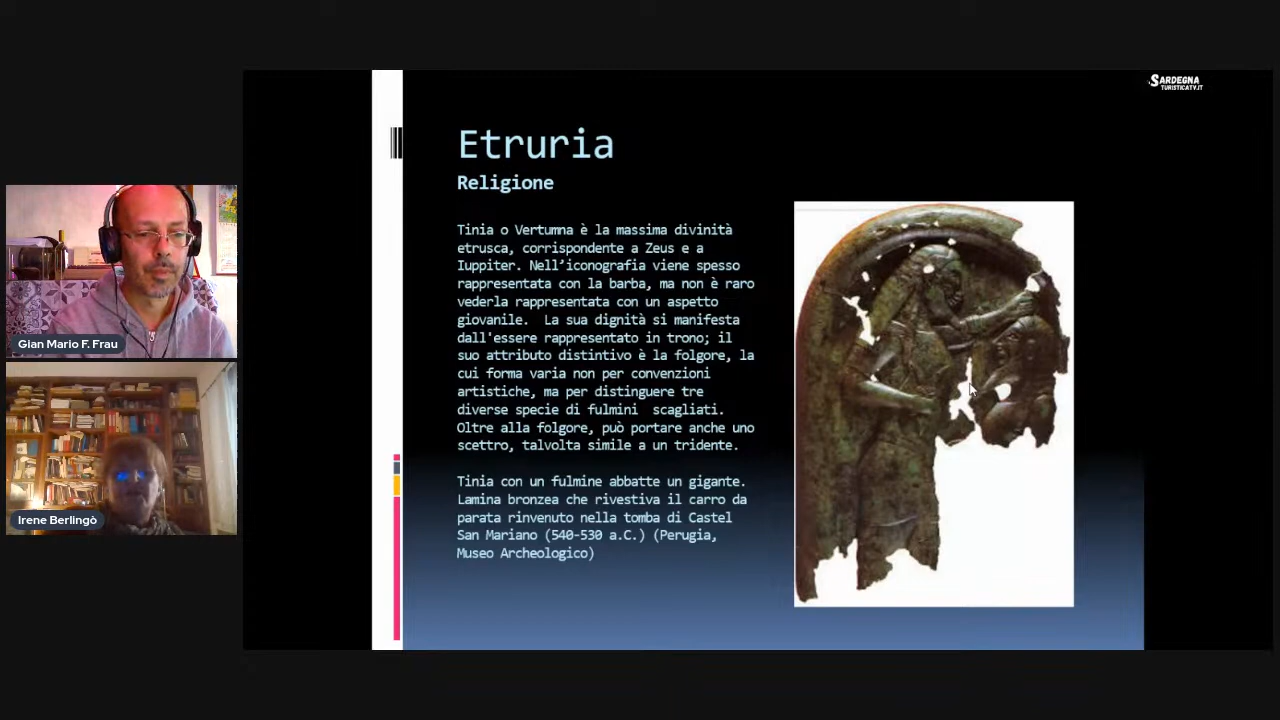 SARDEGNA
TURISTICATV.IT
Etruria
Religione
Tinia o Vertumna è la massima divinità
etrusca, corrispondente a Zeus e a
Iuppiter. Nell’iconografia viene spesso
rappresentata con la barba, ma non è raro
vederla rappresentata con un aspetto
giovanile. La sua dignità si manifesta
dall'essere rappresentato in trono; il
suo attributo distintivo è la folgore, la
cui forma varia non per convenzioni
artistiche, ma per distinguere tre
diverse specie di fulmini scagliati.
Oltre alla folgore, può portare anche uno
scettro, talvolta simile a un tridente.
Tinia con un fulmine abbatte un gigante.
Lamina bronzea che rivestiva il carro da
parata rinvenuto nella tomba di Castel
San Mariano (540-530 a.C.) (Perugia,
Museo Archeologico)
Gian Mario F. Frau
Irene Berlingò